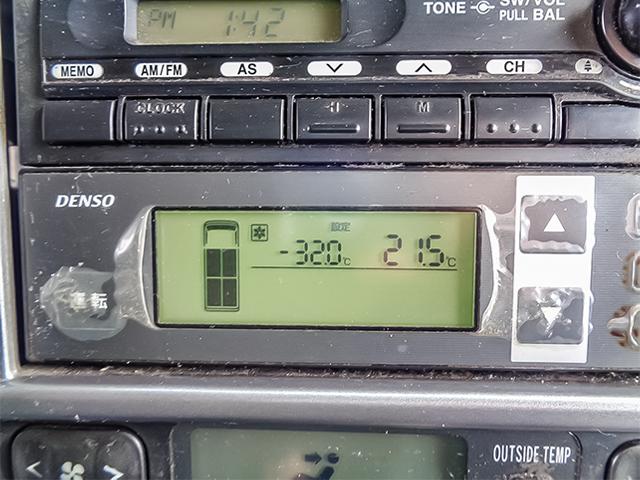 PM 1:42
TONE SW/VOL
PULL BAL
MEMO AM/FM AS CH
CLOCK H M
DENSO
設定
-32.0℃ 21.5℃
運転
OUTSIDE TEMP